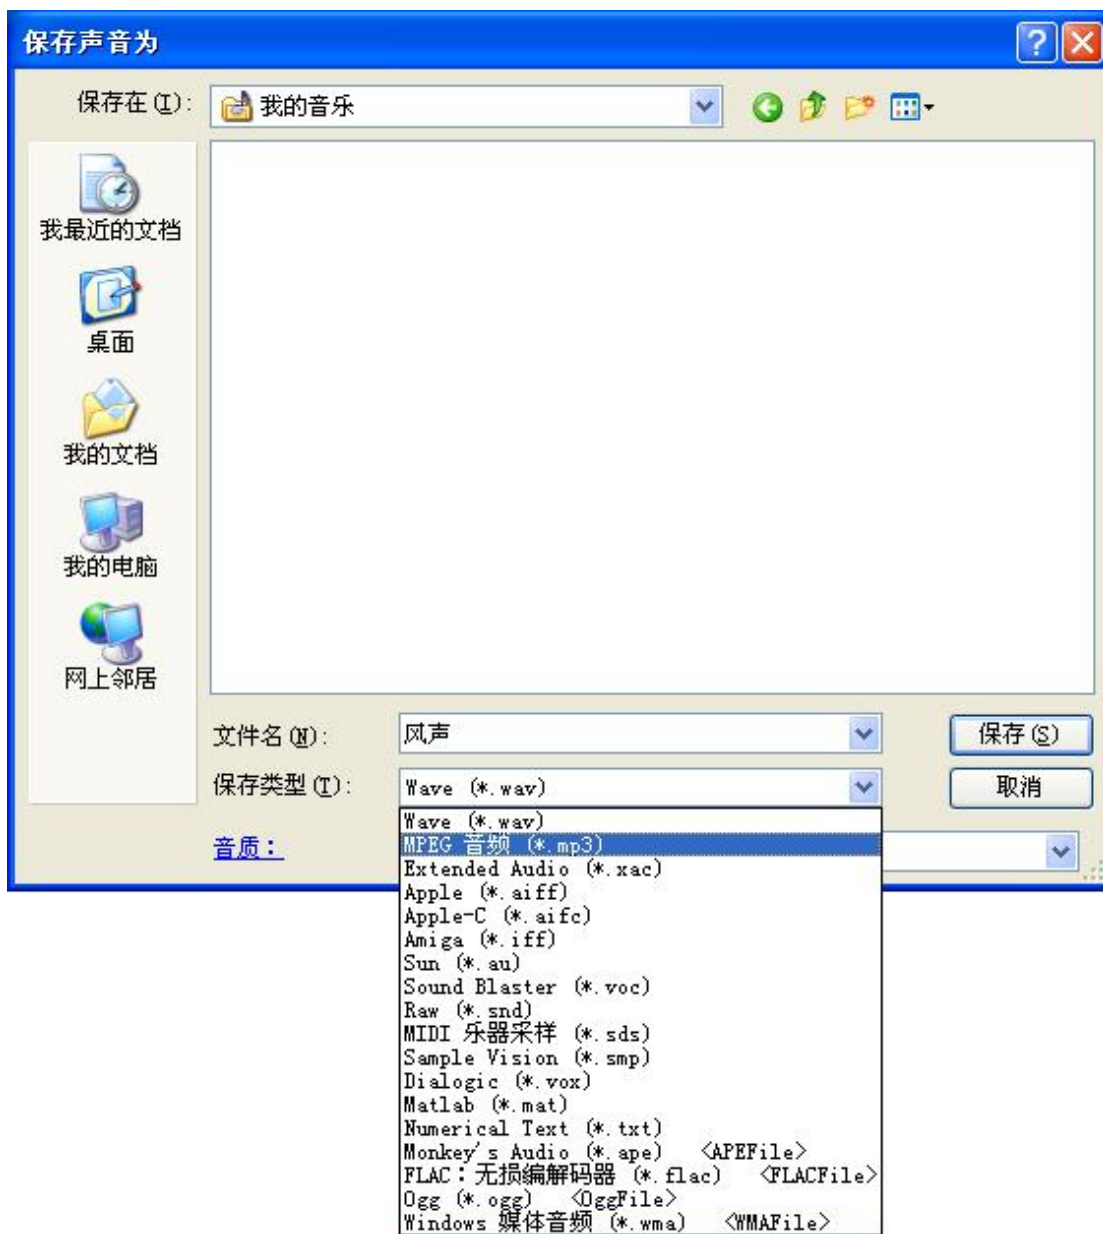 保存声音为
保存在(I): 我的音乐
我最近的文档
桌面
我的文档
我的电脑
网上邻居
文件名(N): 风声 保存(S)
保存类型(T): Wave (*.wav) 取消
音质：
Wave (*.wav)
MPEG 音频 (*.mp3)
Extended Audio (*.xac)
Apple (*.aiff)
Apple-C (*.aifc)
Amiga (*.iff)
Sun (*.au)
Sound Blaster (*.voc)
Raw (*.snd)
MIDI 乐器采样 (*.sds)
Sample Vision (*.smp)
Dialogic (*.vox)
Matlab (*.mat)
Numerical Text (*.txt)
Monkey's Audio (*.ape) <APEFile>
FLAC：无损编解码器 (*.flac) <FLACFile>
Ogg (*.ogg) <OggFile>
Windows 媒体音频 (*.wma) <WMAFile>